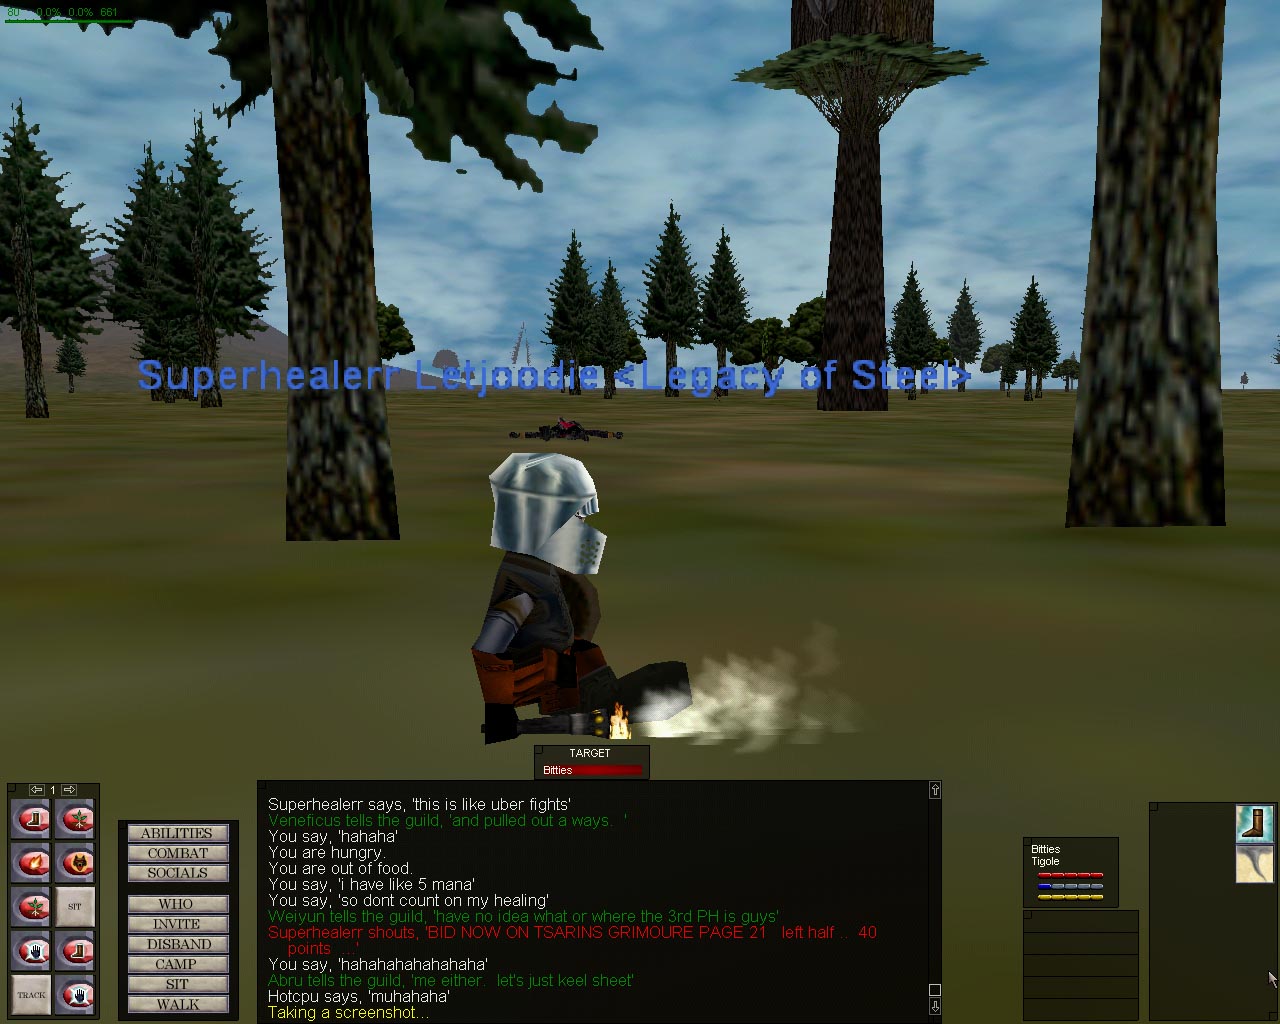 80 0.0% 0.0% 661
Superhealerr Letjoodie <Legacy of Steel>
TARGET
Bitties
1
SIT
TRACK
ABILITIES
COMBAT
SOCIALS
WHO
INVITE
DISBAND
CAMP
SIT
WALK
Superhealerr says, 'this is like uber fights'
Veneficus tells the guild, 'and pulled out a ways.  '
You say, 'hahaha'
You are hungry.
You are out of food.
You say, 'i have like 5 mana'
You say, 'so dont count on my healing'
Weiyun tells the guild, 'have no idea what or where the 3rd PH is guys'
Superhealerr shouts, 'BID NOW ON TSARINS GRIMOURE PAGE 21   left half ..  40
points  ...'
You say, 'hahahahahahahaha'
Abru tells the guild, 'me either.  let's just keel sheet'
Hotcpu says, 'muhahaha'
Taking a screenshot...
Bitties
Tigole